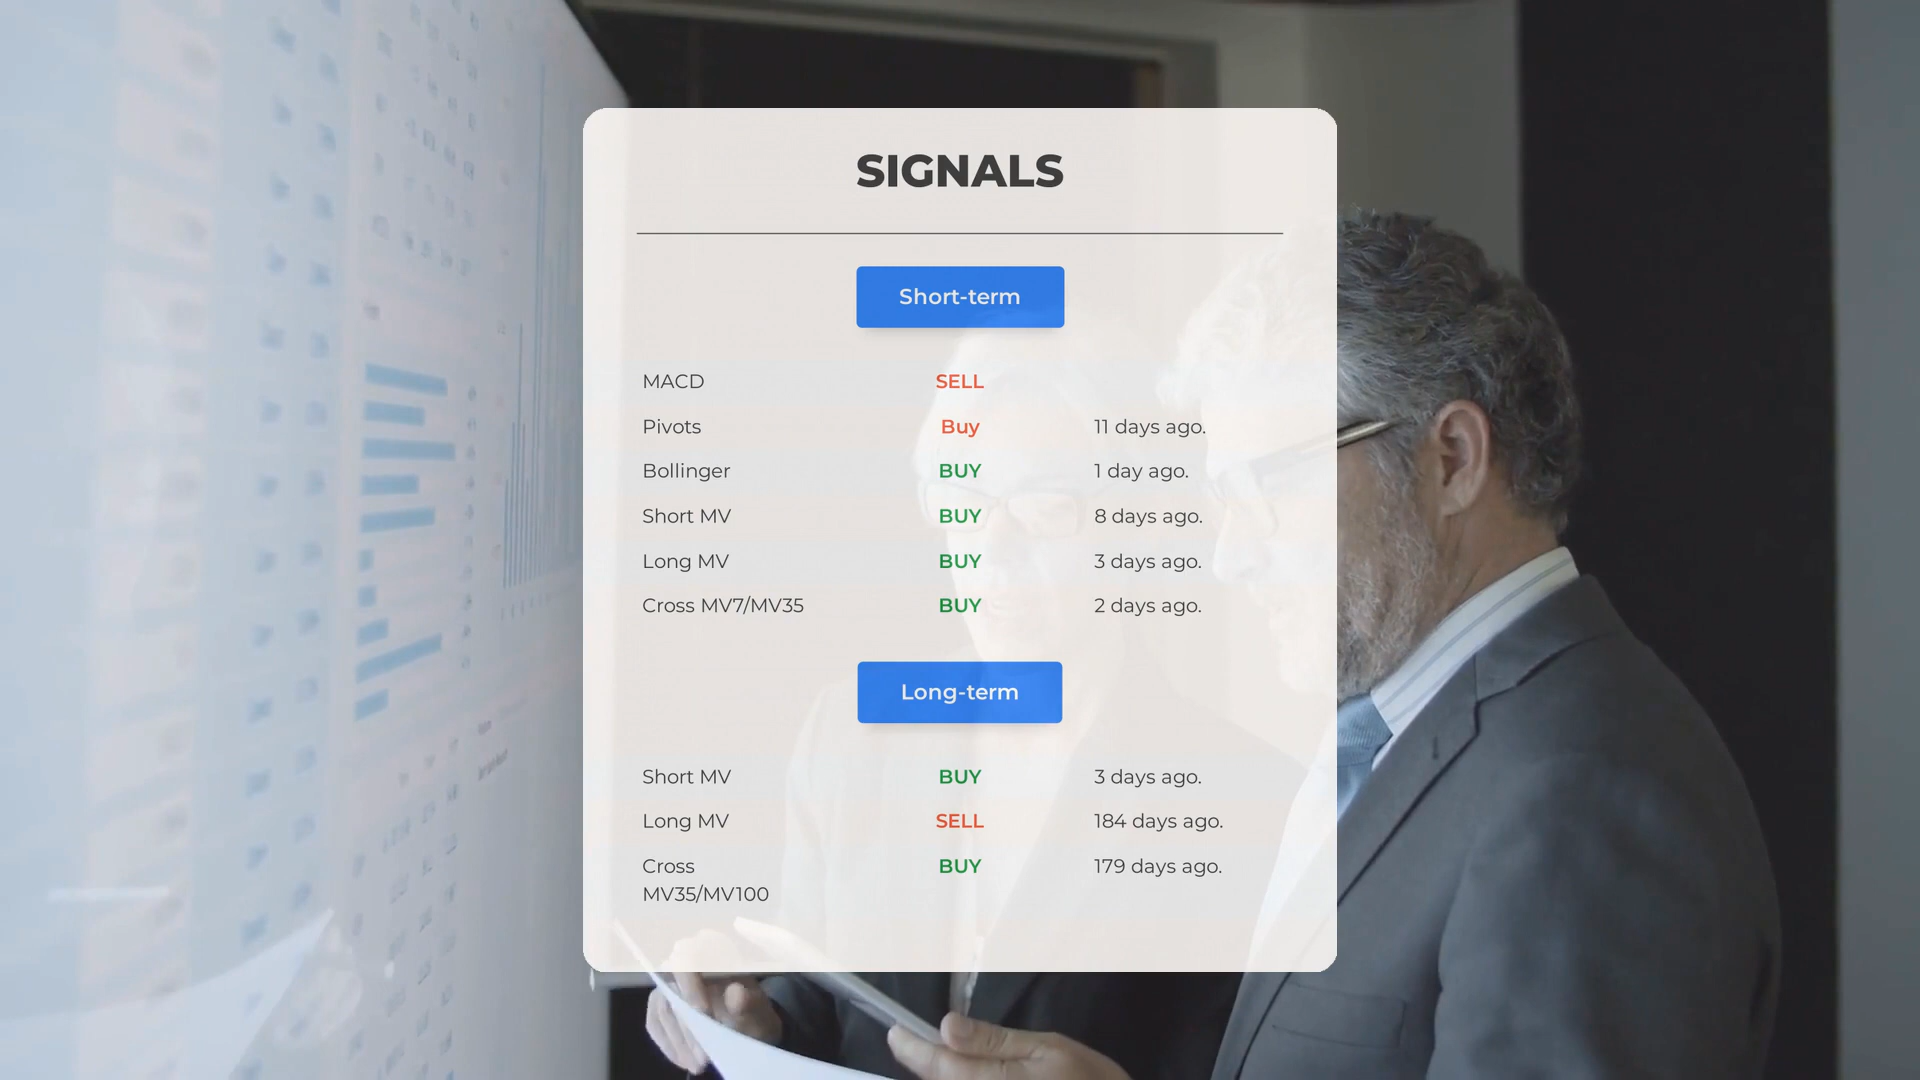 SIGNALS
Short-term
MACD SELL
Pivots Buy 11 days ago.
Bollinger BUY 1 day ago.
Short MV BUY 8 days ago.
Long MV BUY 3 days ago.
Cross MV7/MV35 BUY 2 days ago.
Long-term
Short MV BUY 3 days ago.
Long MV SELL 184 days ago.
Cross BUY 179 days ago.
MV35/MV100